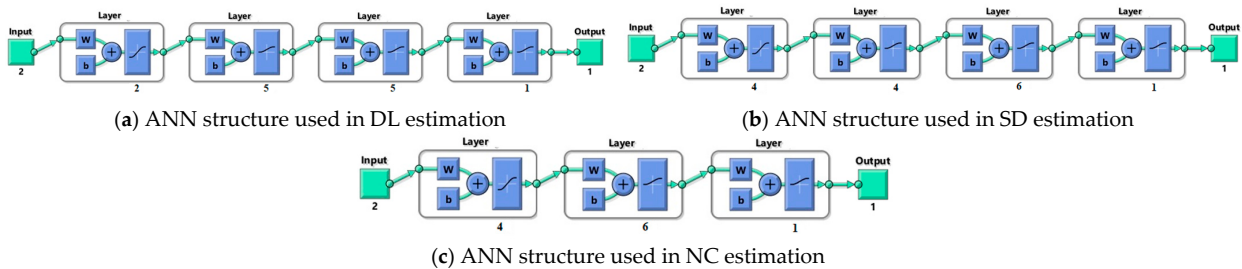 Input Layer Layer Layer Layer Output
W W W W
b b b b
2 2 5 5 1 1
(a) ANN structure used in DL estimation
Input Layer Layer Layer Layer Output
W W W W
b b b b
2 4 4 6 1 1
(b) ANN structure used in SD estimation
Input Layer Layer Layer Output
W W W
b b b
2 4 6 1 1
(c) ANN structure used in NC estimation